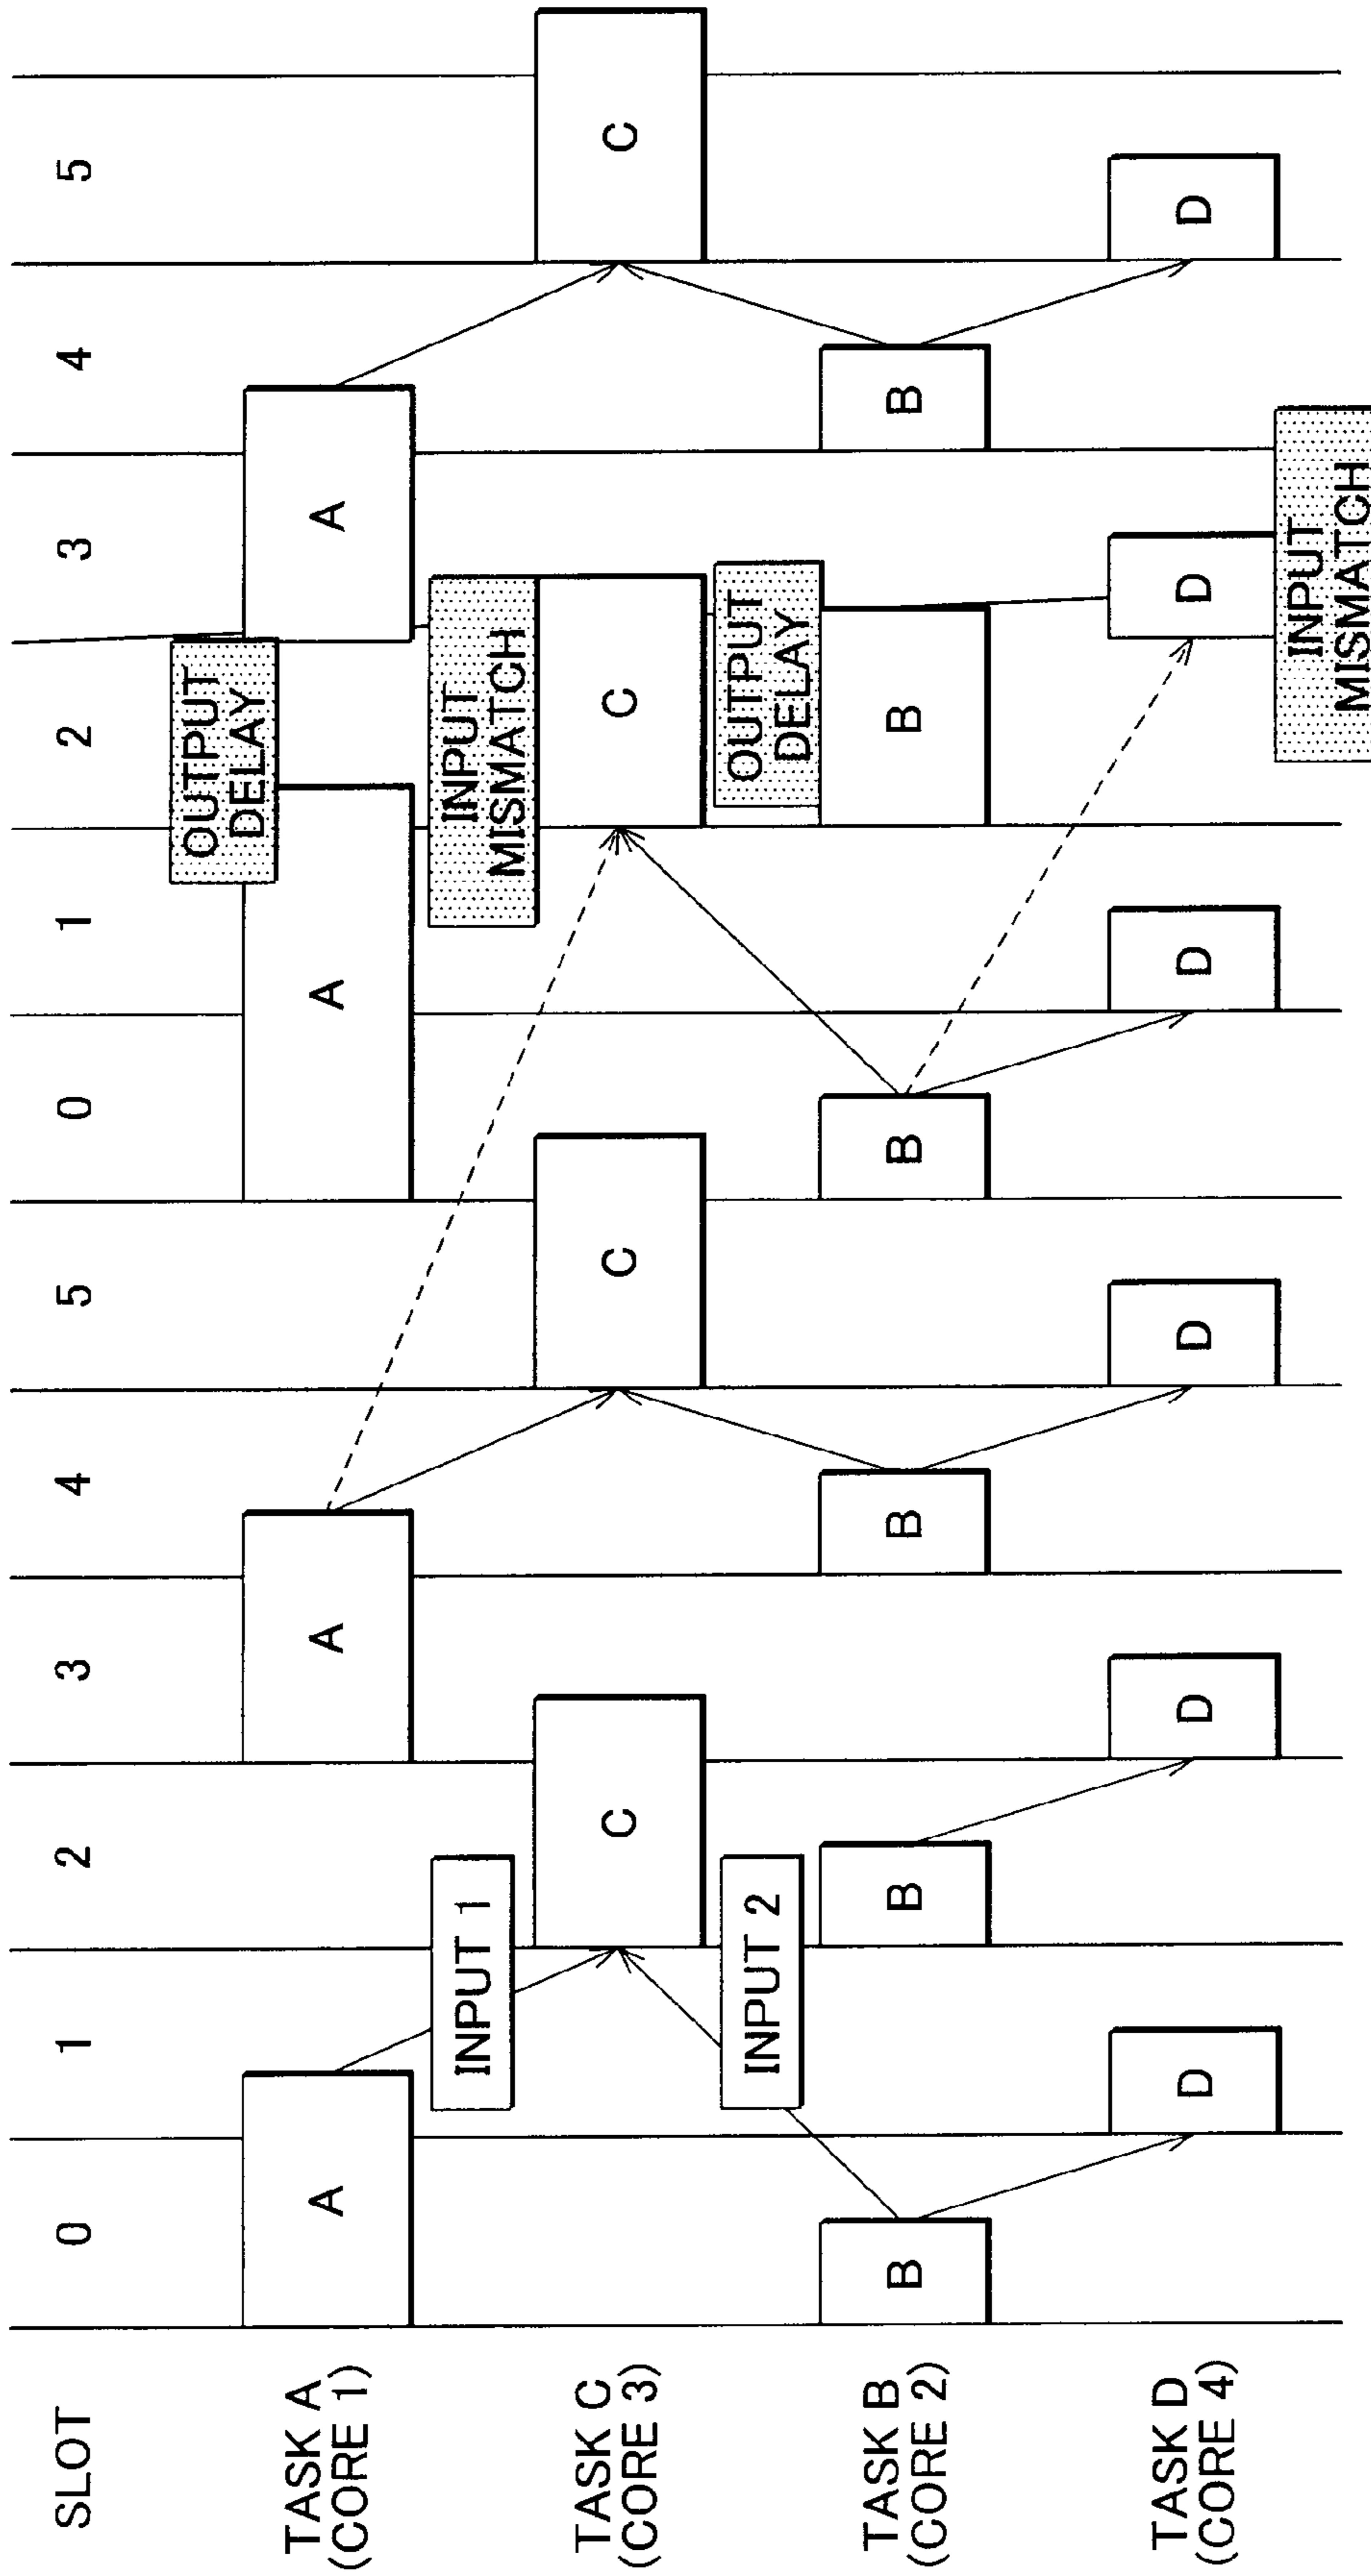 SLOT
0
1
2
3
4
5
0
1
2
3
4
5
TASK A
(CORE 1)
A
A
A
A
OUTPUT
DELAY
INPUT 1
INPUT
MISMATCH
TASK C
(CORE 3)
C
C
C
C
INPUT 2
OUTPUT
DELAY
TASK B
(CORE 2)
B
B
B
B
B
B
TASK D
(CORE 4)
D
D
D
D
D
D
INPUT
MISMATCH